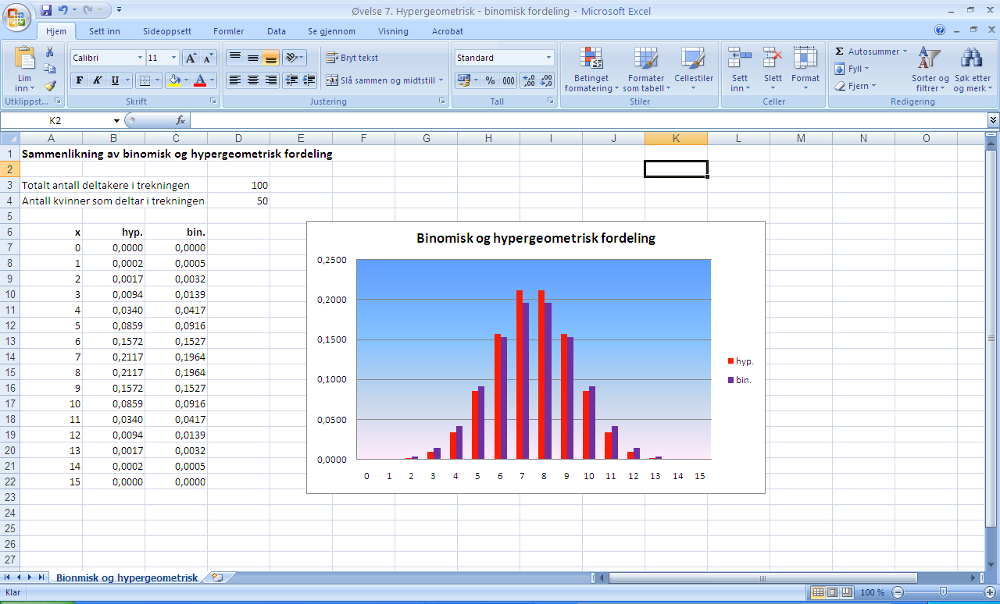 Øvelse 7. Hypergeometrisk - binomisk fordeling - Microsoft Excel
Hjem Sett inn Sideoppsett Formler Data Se gjennom Visning Acrobat
Lim inn
Utklippst...
Calibri 11
F K U
Skrift
Bryt tekst
Slå sammen og midtstill
Justering
Standard
% 000
Tall
Betinget formatering
Formater som tabell
Cellestiler
Stiler
Sett inn
Slett
Format
Celler
Autosummer
Fyll
Fjern
Sorter og filtrer
Søk etter og merk
Redigering
K2 fx
A B C D E F G H I J K L M N O
1 Sammenlikning av binomisk og hypergeometrisk fordeling
2
3 Totalt antall deltakere i trekningen 100
4 Antall kvinner som deltar i trekningen 50
5
6 x hyp. bin.
7 0 0,0000 0,0000
8 1 0,0002 0,0005
9 2 0,0017 0,0032
10 3 0,0094 0,0139
11 4 0,0340 0,0417
12 5 0,0859 0,0916
13 6 0,1572 0,1527
14 7 0,2117 0,1964
15 8 0,2117 0,1964
16 9 0,1572 0,1527
17 10 0,0859 0,0916
18 11 0,0340 0,0417
19 12 0,0094 0,0139
20 13 0,0017 0,0032
21 14 0,0002 0,0005
22 15 0,0000 0,0000
23
24
25
26
27
Binomisk og hypergeometrisk fordeling
0,2500
0,2000
0,1500
0,1000
0,0500
0,0000
0 1 2 3 4 5 6 7 8 9 10 11 12 13 14 15
hyp.
bin.
Bionmisk og hypergeometrisk
Klar
100 %